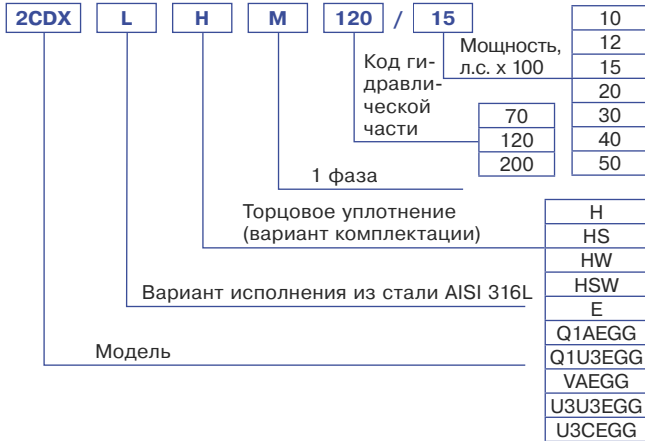 2CDX L H M 120 / 15
Мощность,
л.с. x 100
10
12
15
20
30
40
50
Код ги-
дравли-
ческой
части
70
120
200
1 фаза
Торцовое уплотнение
(вариант комплектации)
H
HS
HW
HSW
E
Q1AEGG
Q1U3EGG
VAEGG
U3U3EGG
U3CEGG
Вариант исполнения из стали AISI 316L
Модель